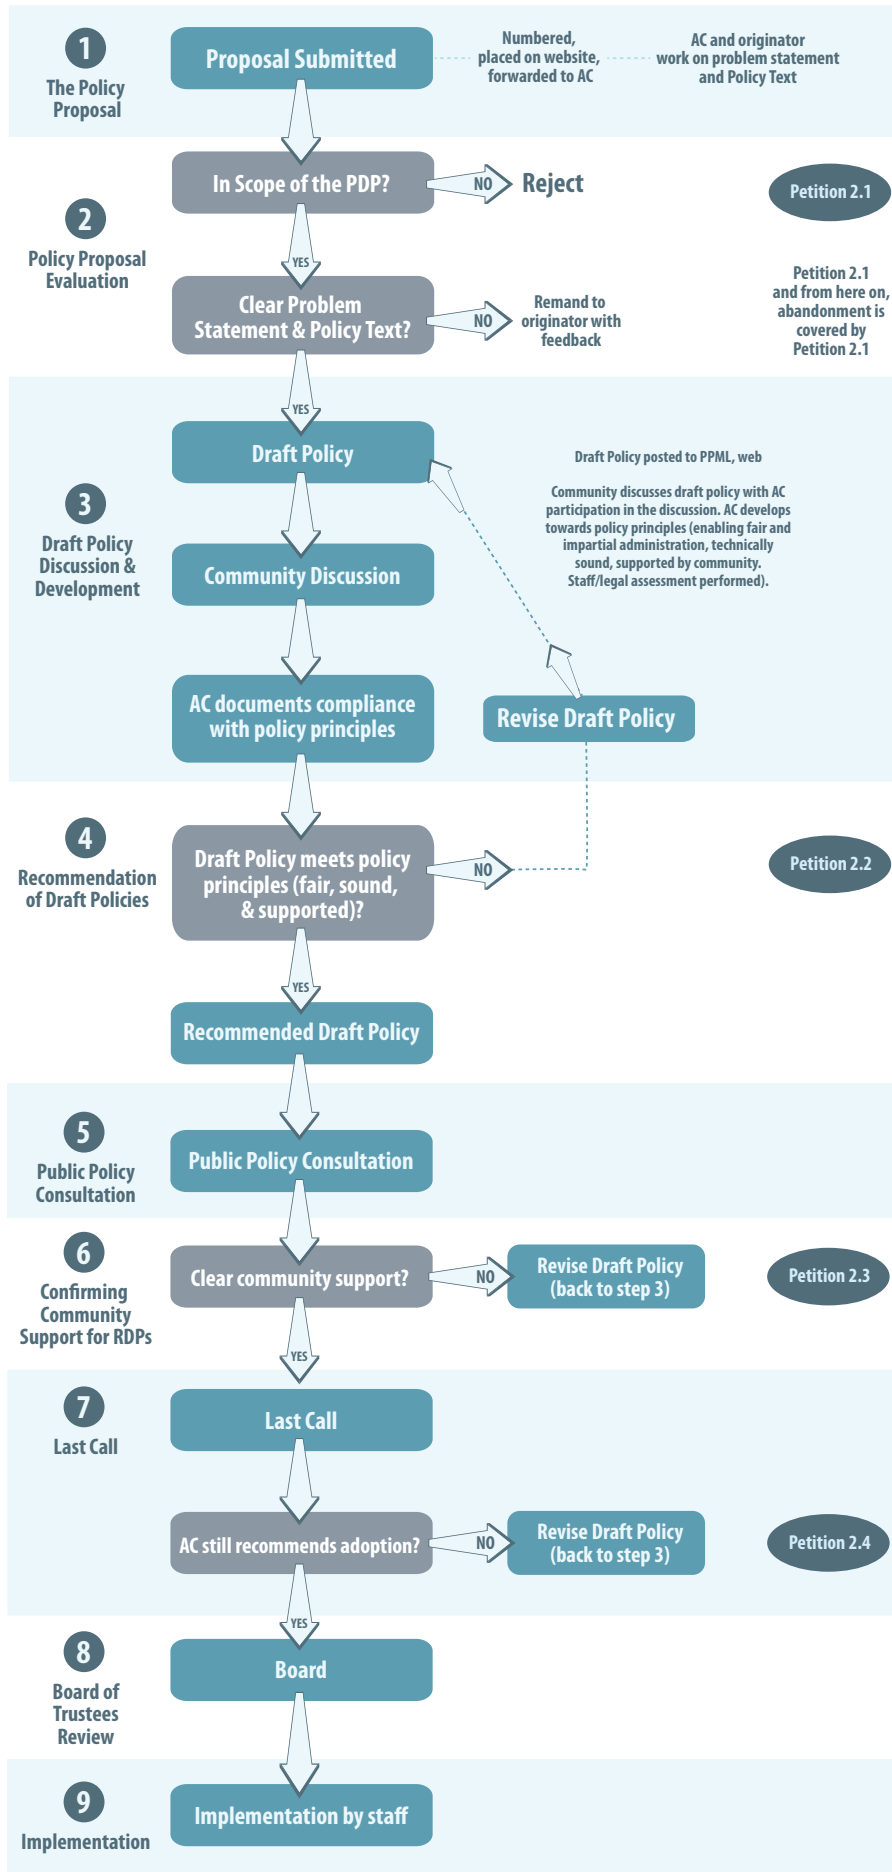 1
The Policy
Proposal
Proposal Submitted
Numbered,
placed on website,
forwarded to AC
AC and originator
work on problem statement
and Policy Text
2
Policy Proposal
Evaluation
In Scope of the PDP?
NO
Reject
Petition 2.1
YES
Clear Problem
Statement & Policy Text?
NO
Remand to
originator with
feedback
Petition 2.1
and from here on,
abandonment is
covered by
Petition 2.1
YES
3
Draft Policy
Discussion &
Development
Draft Policy
Draft Policy posted to PPML, web
Community discusses draft policy with AC
participation in the discussion. AC develops
towards policy principles (enabling fair and
impartial administration, technically
sound, supported by community.
Staff/legal assessment performed).
Community Discussion
AC documents compliance
with policy principles
Revise Draft Policy
4
Recommendation
of Draft Policies
Draft Policy meets policy
principles (fair, sound,
& supported)?
NO
Petition 2.2
YES
Recommended Draft Policy
5
Public Policy
Consultation
Public Policy Consultation
6
Confirming
Community
Support for RDPs
Clear community support?
NO
Revise Draft Policy
(back to step 3)
Petition 2.3
YES
7
Last Call
Last Call
AC still recommends adoption?
NO
Revise Draft Policy
(back to step 3)
Petition 2.4
YES
8
Board of
Trustees
Review
Board
9
Implementation
Implementation by staff